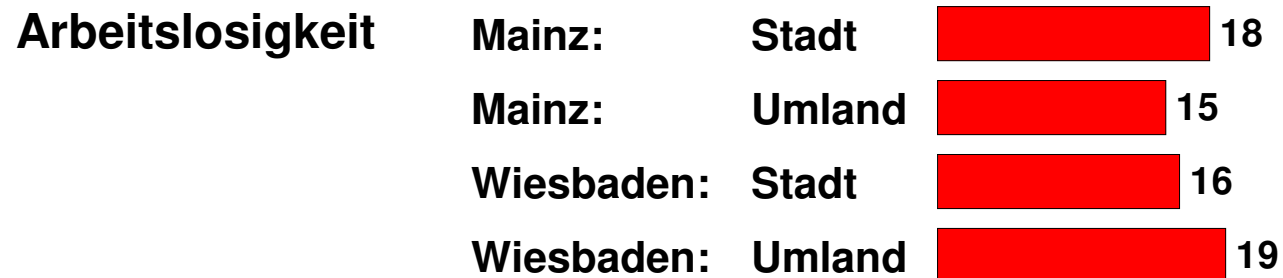 Arbeitslosigkeit Mainz: Stadt 18
Mainz: Umland 15
Wiesbaden: Stadt 16
Wiesbaden: Umland 19